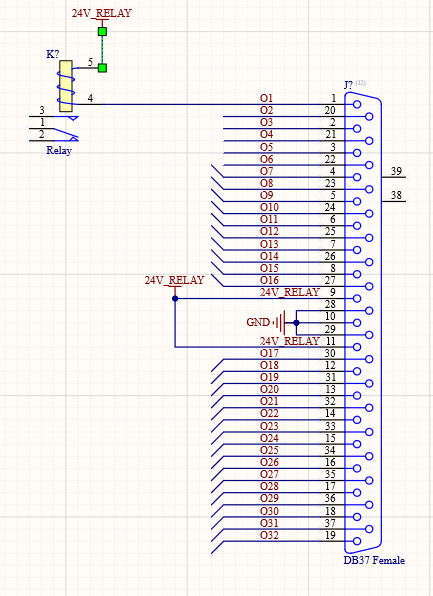 24V_RELAY
K?
5
4
3
1
2
Relay
J?
O1 1
O2 20
O3 2
O4 21
O5 3
O6 22
O7 4
39
O8 23
O9 5
38
O10 24
O11 6
O12 25
O13 7
O14 26
O15 8
O16 27
24V_RELAY
24V_RELAY 9
28
GND 10
29
24V_RELAY 11
O17 30
O18 12
O19 31
O20 13
O21 32
O22 14
O23 33
O24 15
O25 34
O26 16
O27 35
O28 17
O29 36
O30 18
O31 37
O32 19
DB37 Female